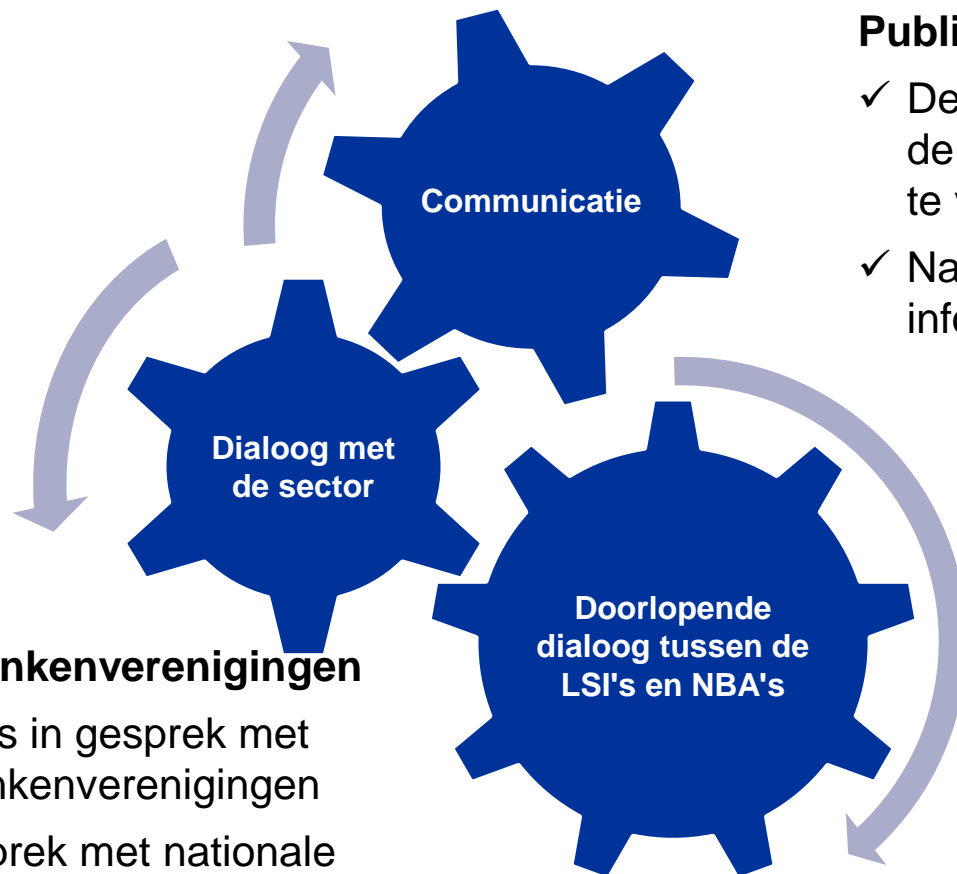 Publi
✓ De
de
te v
✓ Na
info
Communicatie
Dialoog met
de sector
Doorlopende
dialoog tussen de
LSI's en NBA's
nkenverenigingen
s in gesprek met
nkenverenigingen
prek met nationale